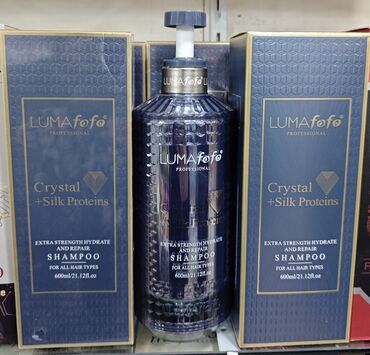 LUMAfofo
PROFESSIONAL
Crystal
+Silk Proteins
EXTRA STRENGTH HYDRATE
AND REPAIR
SHAMPOO
FOR ALL HAIR TYPES
600ml/21.12fl.oz
LUMAfofo
LUMAfofo
PROFESSIONAL
EXTRA STRENGTH HYDRATE
AND REPAIR
SHAMPOO
FOR ALL HAIR TYPES
600ml/21.12fl.oz
LUMAfofo
PROFESSIONAL
Crystal
+Silk Proteins
EXTRA STRENGTH HYDRATE
AND REPAIR
SHAMPOO
FOR ALL HAIR TYPES
600ml/21.12fl.oz